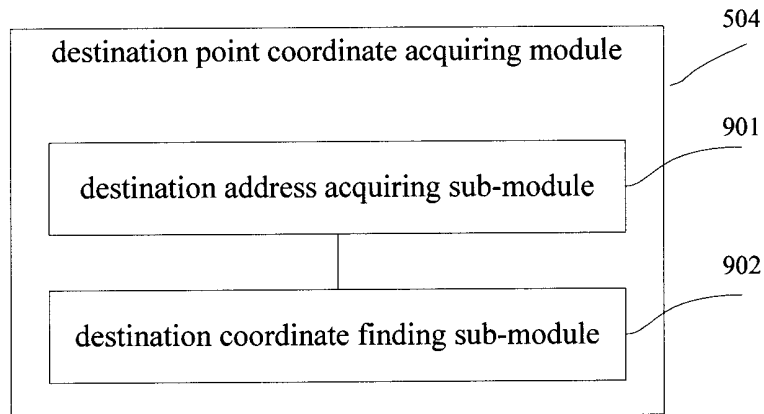 504
destination point coordinate acquiring module
901
destination address acquiring sub-module
902
destination coordinate finding sub-module